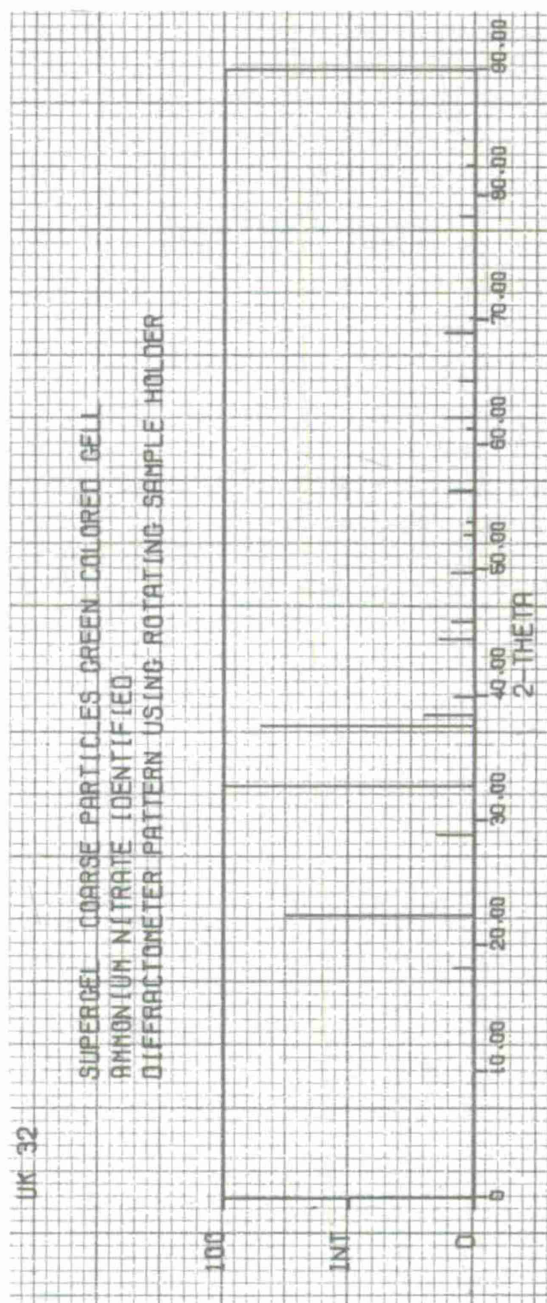 UK 32
SUPERGEL COARSE PARTICLES GREEN COLORED GELL
AMMONIUM NITRATE IDENTIFIED
DIFFRACTOMETER PATTERN USING ROTATING SAMPLE HOLDER
100
INT
0
0 10.00 20.00 30.00 40.00 50.00 60.00 70.00 80.00 90.00
2-THETA